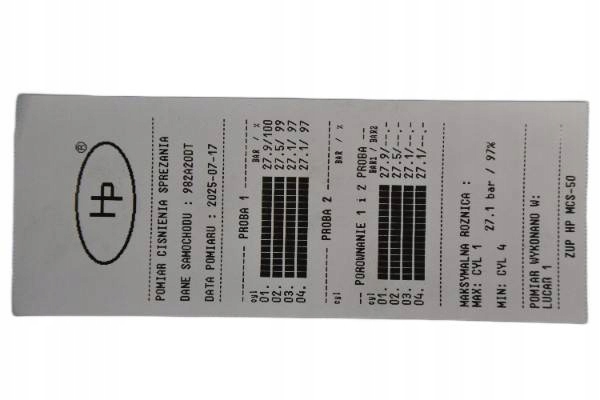 HP ®
POMIAR CISNIENIA SPREZANIA
DANE SAMOCHODU : 982A20DT
DATA POMIARU : 2025-07-17
PROBA 1
cyl BAR / %
01. 27.9/100
02. 27.5/ 99
03. 27.1/ 97
04. 27.1/ 97
PROBA 2
cyl BAR / %
POROWNANIE 1 i 2 PROBA
cyl BAR1 / BAR2
01. 27.9/--.-
02. 27.5/--.-
03. 27.1/--.-
04. 27.1/--.-
MAKSYMALNA ROZNICA :
MAX: CYL 1 27.1 bar / 97%
MIN: CYL 4
POMIAR WYKONANO W:
LUCAR 1
ZUP HP MCS-50